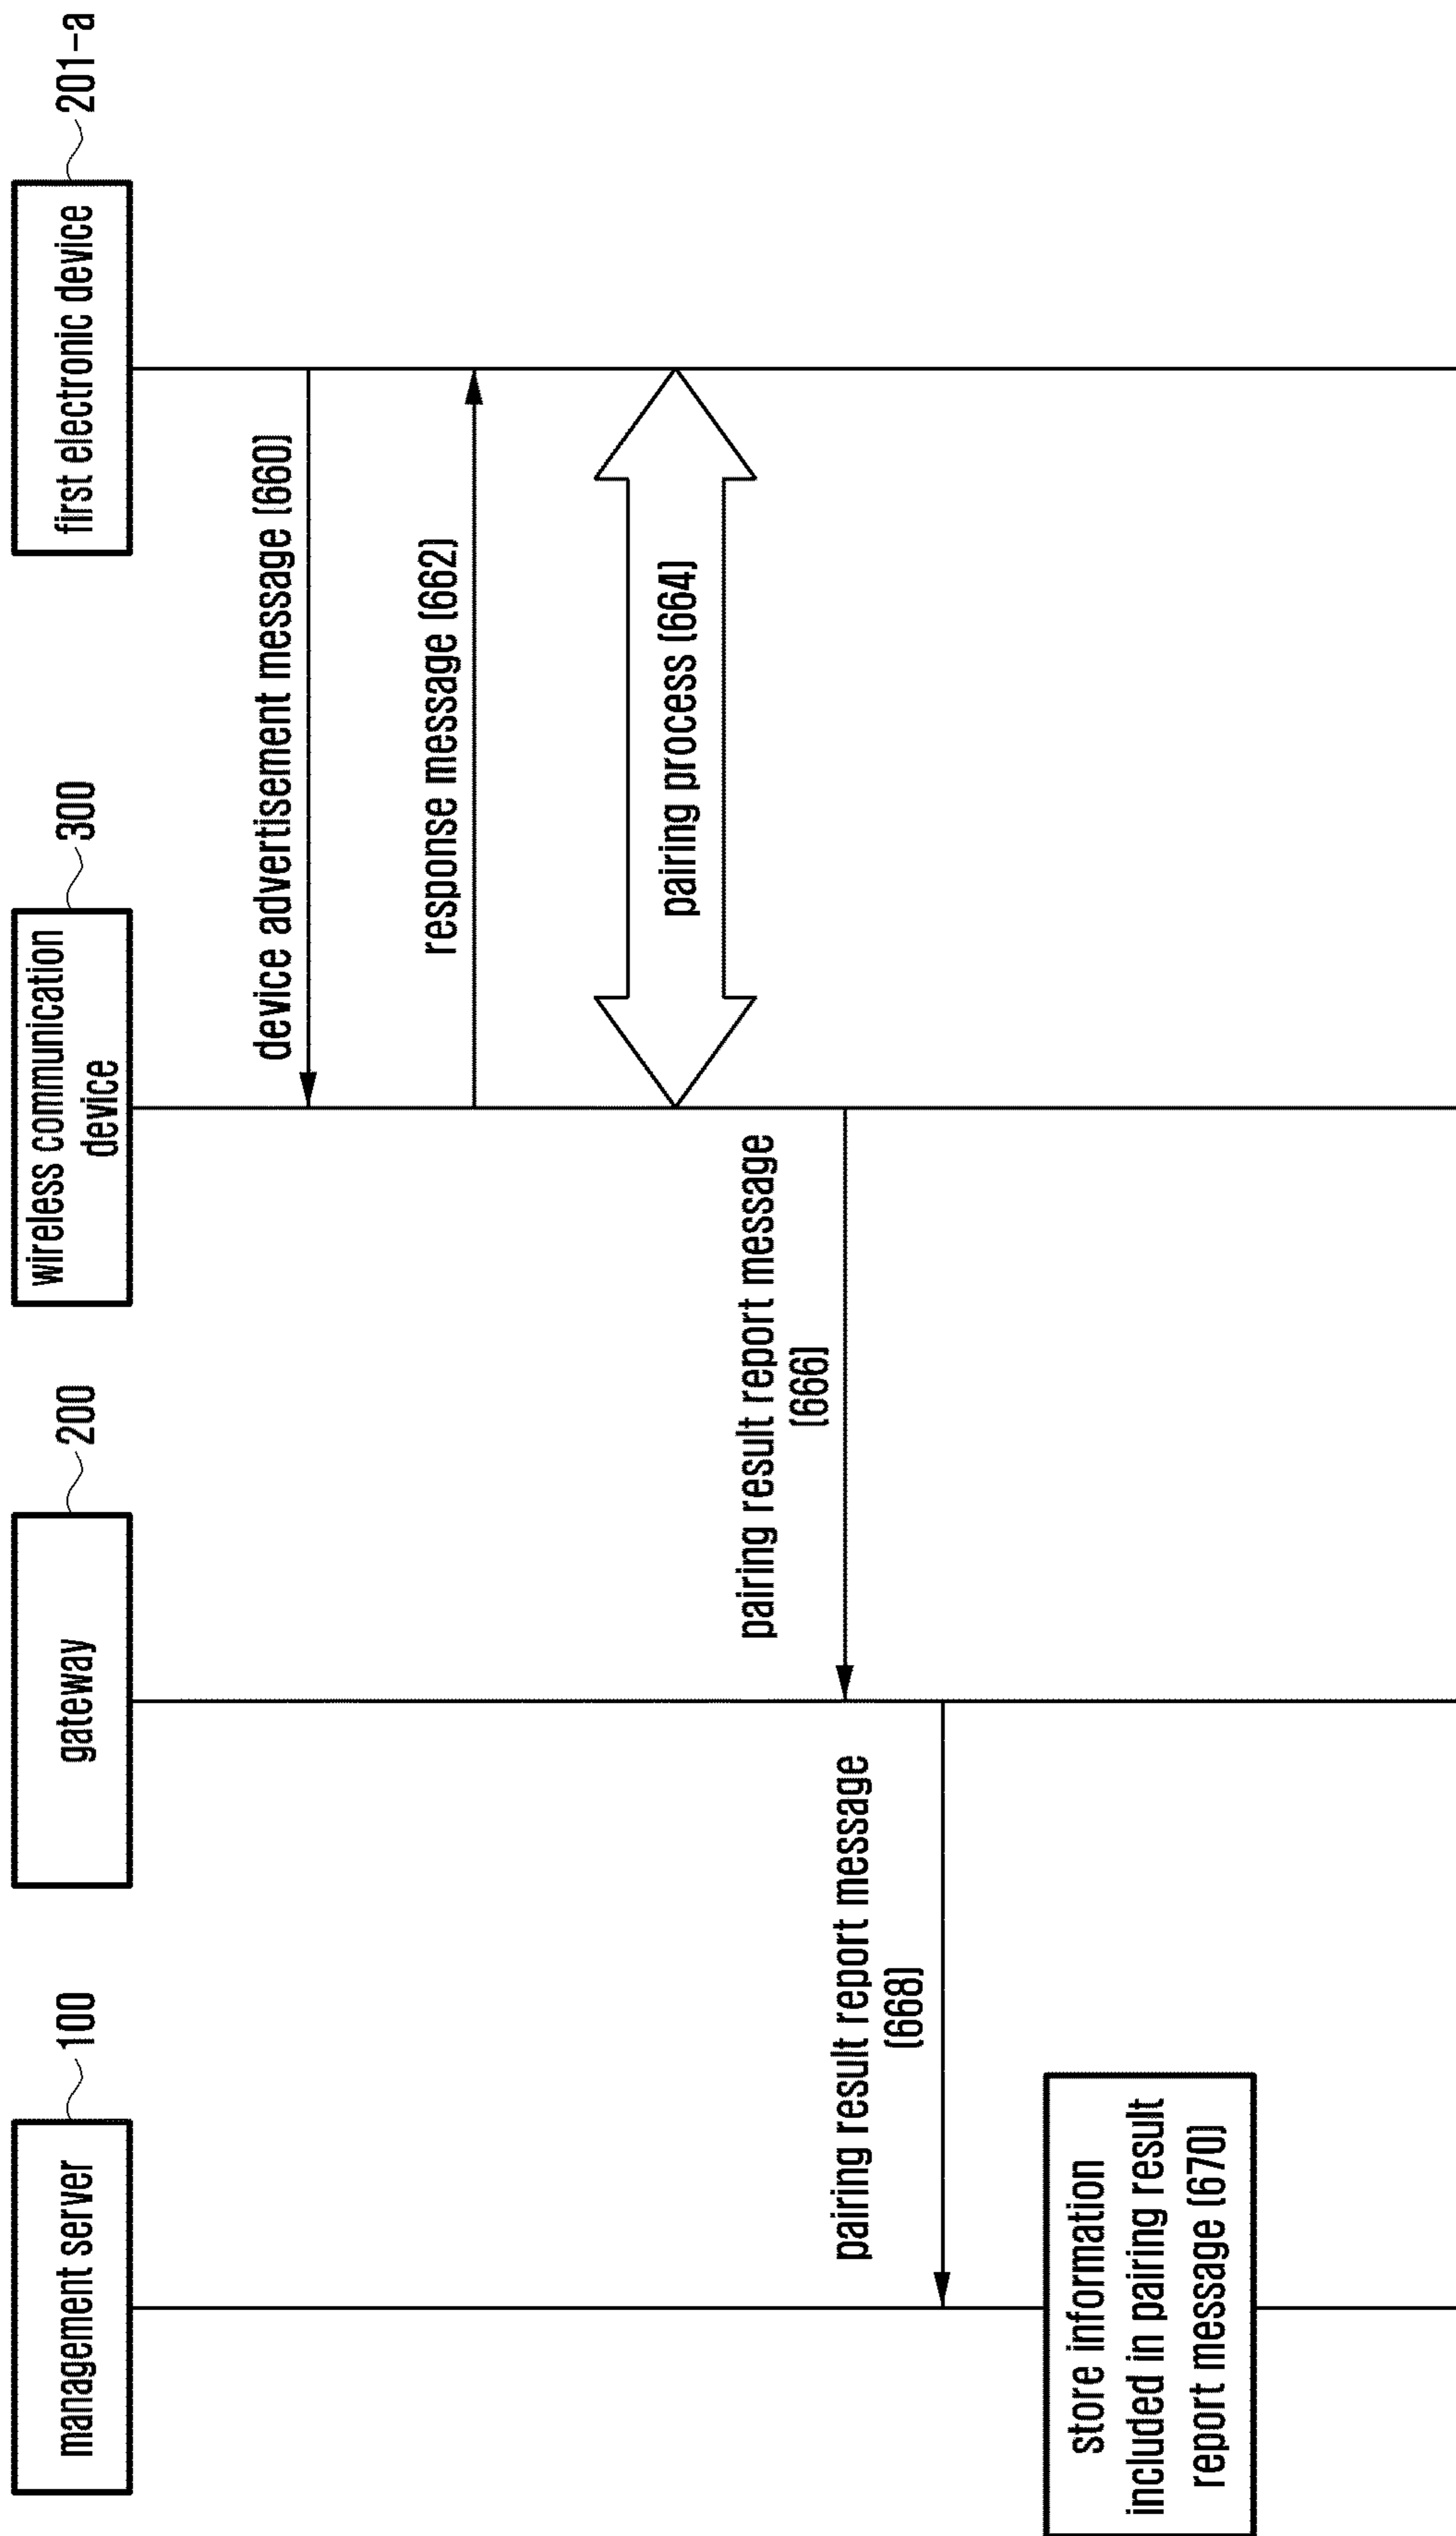 management server
100
gateway
200
wireless communication
device
300
first electronic device
201-a
device advertisement message (660)
response message (662)
pairing process (664)
pairing result report message
(666)
pairing result report message
(668)
store information
included in pairing result
report message (670)